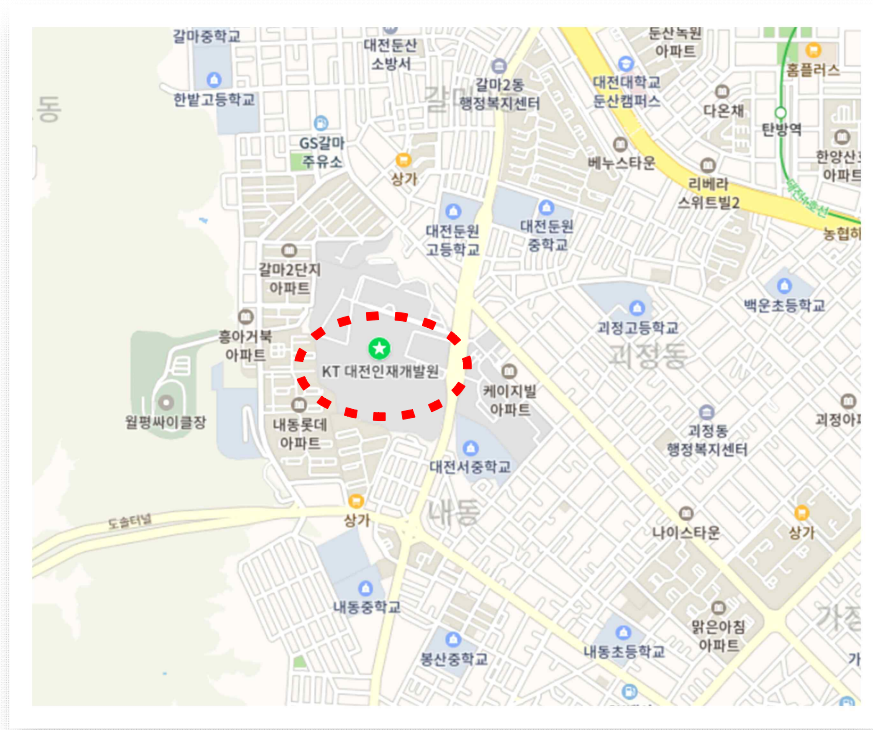 갈마중학교
대전둔산
소방서
둔산녹원
아파트
홈플러스
한밭고등학교
갈마2동
행정복지센터
대전대학교
둔산캠퍼스
다온채
탄방역
동
GS갈마
주유소
상가
베누스타운
리베라
스위트빌2
한양산호
아파트
대전둔원
고등학교
대전둔원
중학교
농협하
갈마2단지
아파트
백운초등학교
괴정고등학교
괴정동
흥아거북
아파트
KT 대전인재개발원
케이지빌
아파트
월평싸이클장
내동롯데
아파트
괴정동
행정복지센터
괴정아
대전서중학교
도솔터널
상가
내동
나이스타운
상가
내동중학교
맑은아침
아파트
가
봉산중학교
내동초등학교